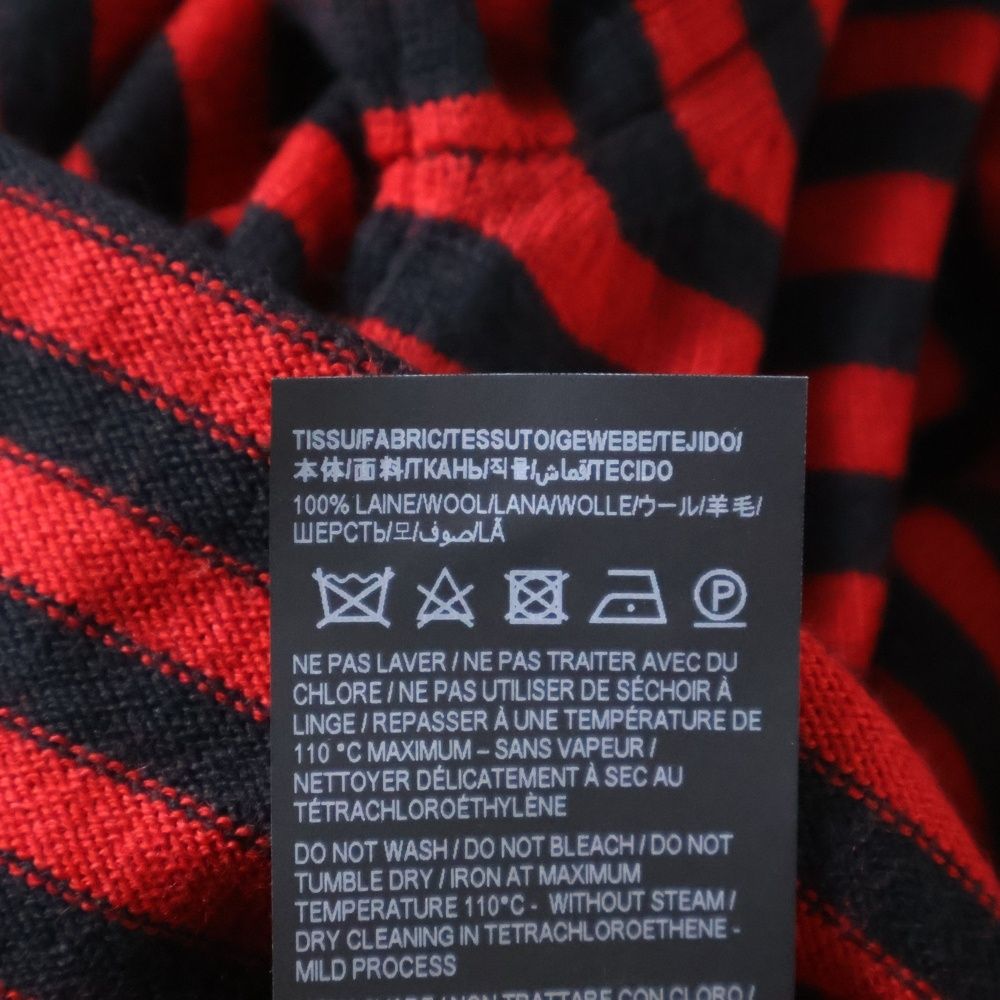 TISSU/FABRIC/TESSUTO/GEWEBE/TEJIDO/
本体/面料/ТКАНЬ/직물/قماش/TECIDO
100% LAINE/WOOL/LANA/WOLLE/ウール/羊毛/
ШЕРСТЬ/모/صوف/LÃ
P
NE PAS LAVER / NE PAS TRAITER AVEC DU
CHLORE / NE PAS UTILISER DE SÉCHOIR À
LINGE / REPASSER À UNE TEMPÉRATURE DE
110 °C MAXIMUM – SANS VAPEUR /
NETTOYER DÉLICATEMENT À SEC AU
TÉTRACHLOROÉTHYLÈNE
DO NOT WASH / DO NOT BLEACH / DO NOT
TUMBLE DRY / IRON AT MAXIMUM
TEMPERATURE 110°C - WITHOUT STEAM /
DRY CLEANING IN TETRACHLOROETHENE -
MILD PROCESS
NON TRATTARE CON CLORO /